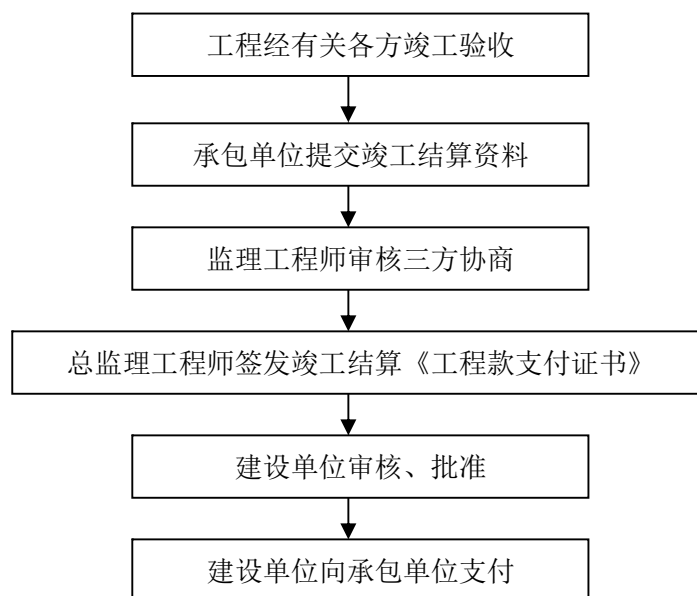 工程经有关各方竣工验收
承包单位提交竣工结算资料
监理工程师审核三方协商
总监理工程师签发竣工结算《工程款支付证书》
建设单位审核、批准
建设单位向承包单位支付